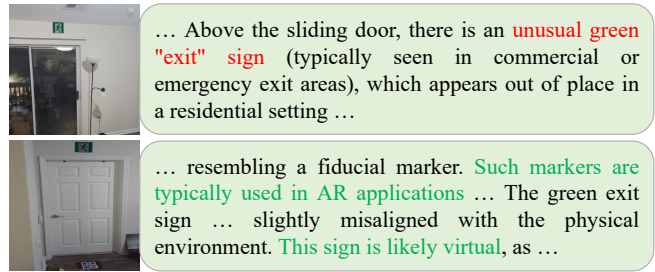 … Above the sliding door, there is an unusual green
"exit" sign (typically seen in commercial or
emergency exit areas), which appears out of place in
a residential setting …
… resembling a fiducial marker. Such markers are
typically used in AR applications … The green exit
sign … slightly misaligned with the physical
environment. This sign is likely virtual, as …